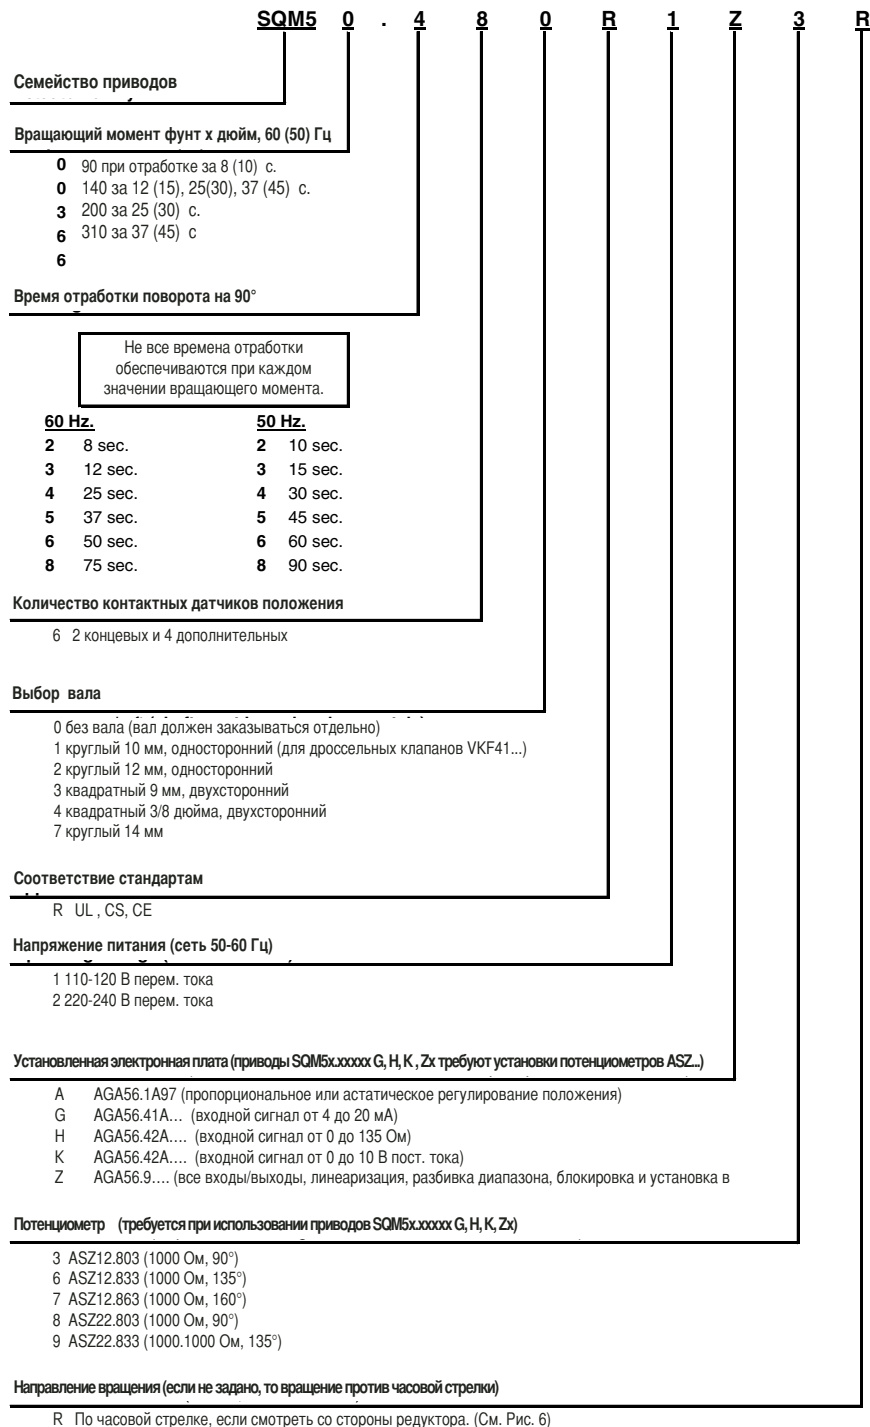 SQM5 0 . 4 8 0 R 1 Z 3 R
Семейство приводов
Вращающий момент фунт х дюйм, 60 (50) Гц
0 90 при отработке за 8 (10) с.
0 140 за 12 (15), 25(30), 37 (45) с.
3 200 за 25 (30) с.
6 310 за 37 (45) с
6
Время отработки поворота на 90°
Не все времена отработки
обеспечиваются при каждом
значении вращающего момента.
60 Hz. 50 Hz.
2 8 sec. 2 10 sec.
3 12 sec. 3 15 sec.
4 25 sec. 4 30 sec.
5 37 sec. 5 45 sec.
6 50 sec. 6 60 sec.
8 75 sec. 8 90 sec.
Количество контактных датчиков положения
6 2 концевых и 4 дополнительных
Выбор вала
0 без вала (вал должен заказываться отдельно)
1 круглый 10 мм, односторонний (для дроссельных клапанов VKF41...)
2 круглый 12 мм, односторонний
3 квадратный 9 мм, двухсторонний
4 квадратный 3/8 дюйма, двухсторонний
7 круглый 14 мм
Соответствие стандартам
R UL , CS, CE
Напряжение питания (сеть 50-60 Гц)
1 110-120 В перем. тока
2 220-240 В перем. тока
Установленная электронная плата (приводы SQM5x.xxxxx G, H, K , Zx требуют установки потенциометров ASZ...)
A AGA56.1A97 (пропорциональное или астатическое регулирование положения)
G AGA56.41A... (входной сигнал от 4 до 20 мА)
H AGA56.42A.... (входной сигнал от 0 до 135 Ом)
K AGA56.42A.... (входной сигнал от 0 до 10 В пост. тока)
Z AGA56.9.... (все входы/выходы, линеаризация, разбивка диапазона, блокировка и установка в
Потенциометр (требуется при использовании приводов SQM5x.xxxxx G, H, K, Zx)
3 ASZ12.803 (1000 Ом, 90°)
6 ASZ12.833 (1000 Ом, 135°)
7 ASZ12.863 (1000 Ом, 160°)
8 ASZ22.803 (1000 Ом, 90°)
9 ASZ22.833 (1000.1000 Ом, 135°)
Направление вращения (если не задано, то вращение против часовой стрелки)
R По часовой стрелке, если смотреть со стороны редуктора. (См. Рис. 6)